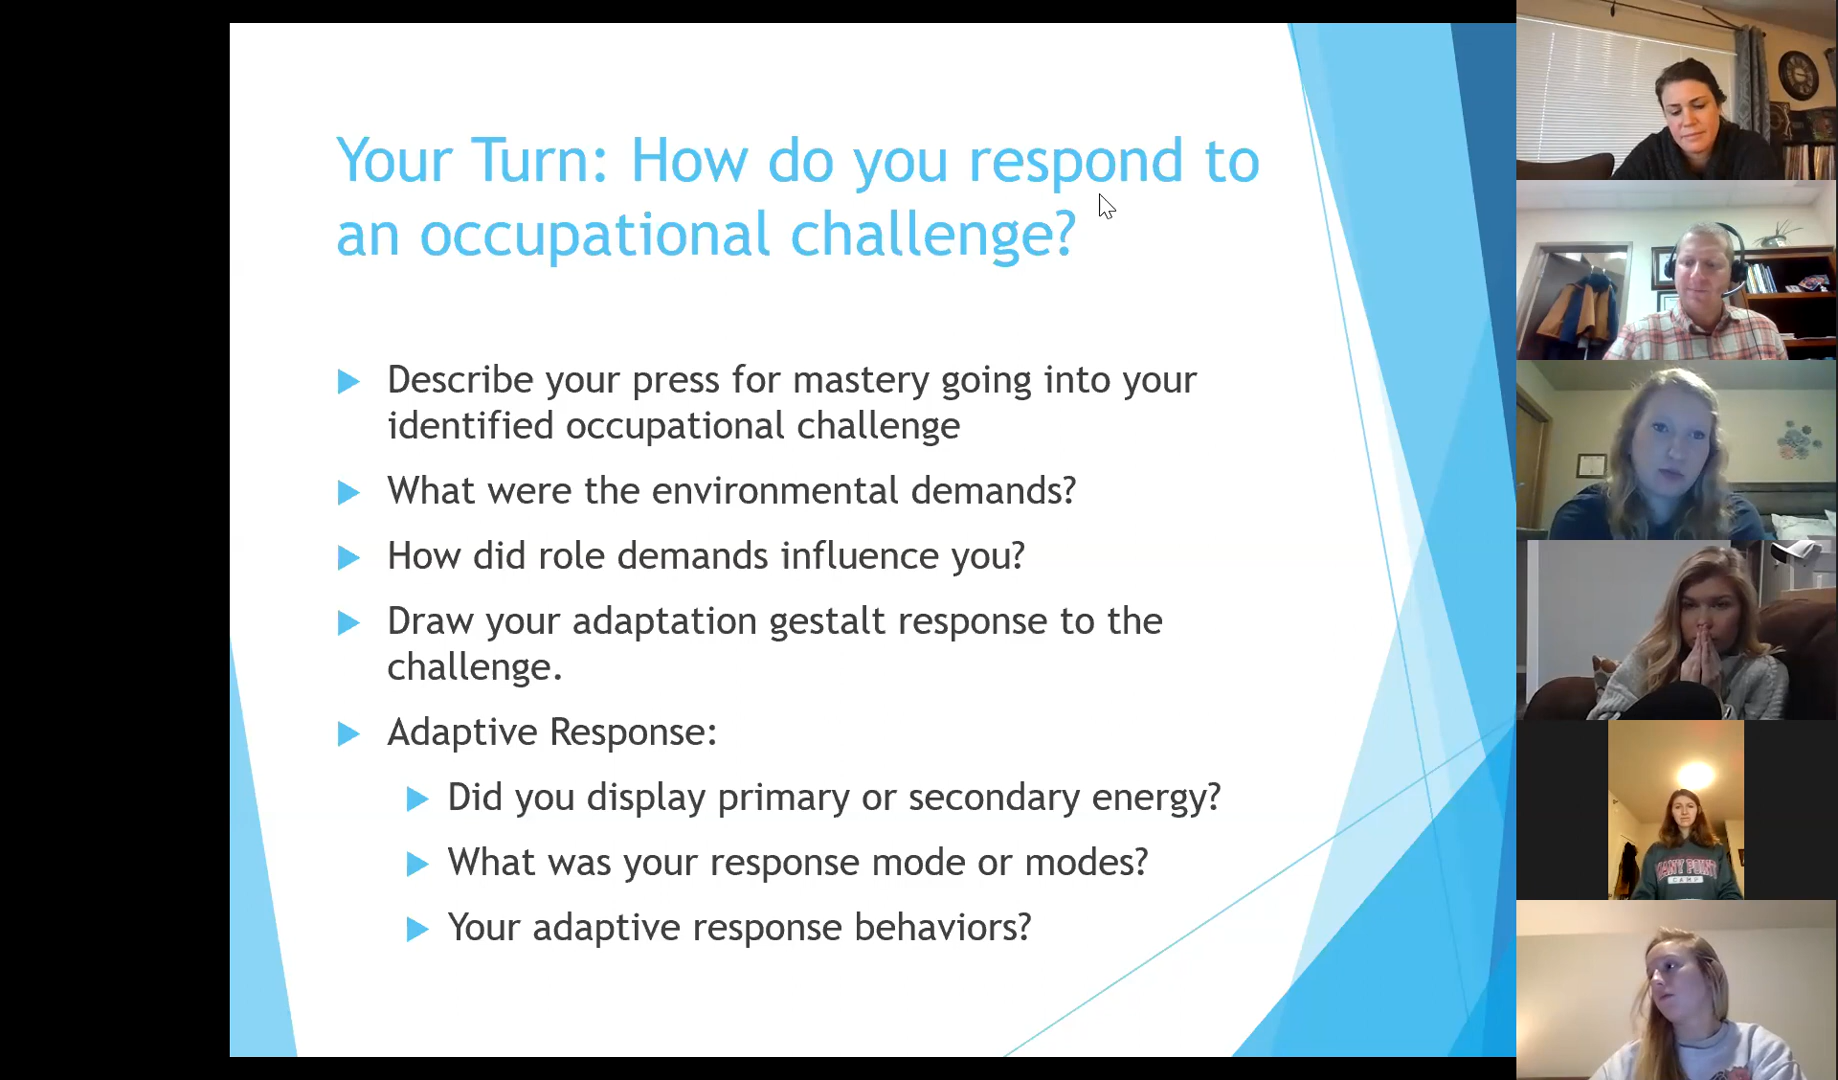 Your Turn: How do you respond to
an occupational challenge?
Describe your press for mastery going into your
identified occupational challenge
What were the environmental demands?
How did role demands influence you?
Draw your adaptation gestalt response to the
challenge.
Adaptive Response:
Did you display primary or secondary energy?
What was your response mode or modes?
Your adaptive response behaviors?
POINT
CAMP